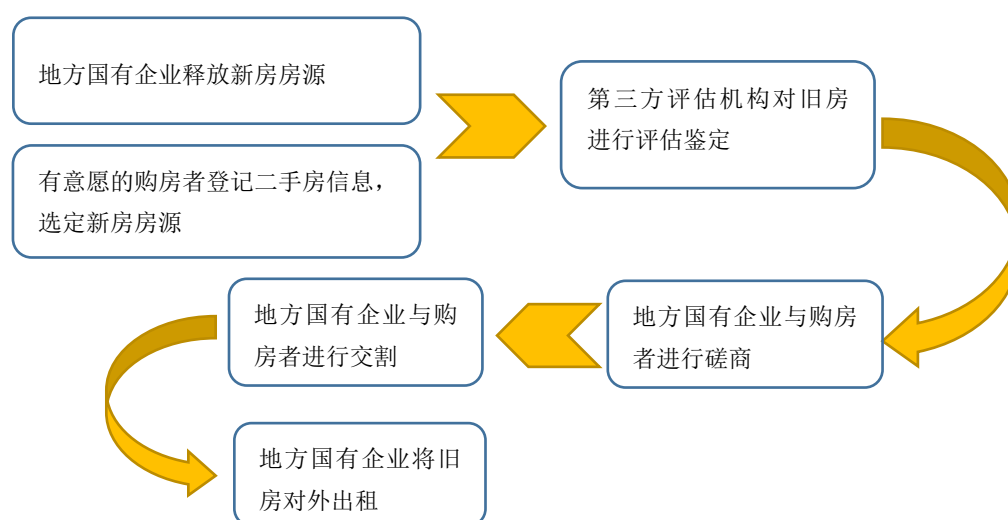 地方国有企业释放新房房源
有意愿的购房者登记二手房信息，
选定新房房源
第三方评估机构对旧房
进行评估鉴定
地方国有企业与购房
者进行磋商
地方国有企业与购
房者进行交割
地方国有企业将旧
房对外出租